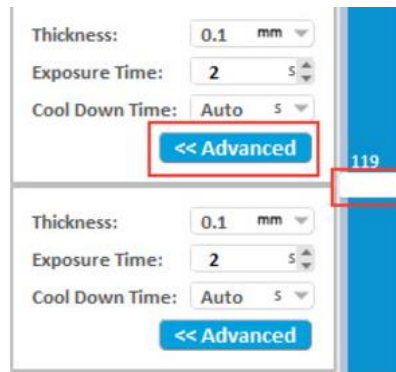 Thickness: 0.1 mm
Exposure Time: 2 s
Cool Down Time: Auto s
<< Advanced
119
Thickness: 0.1 mm
Exposure Time: 2 s
Cool Down Time: Auto s
<< Advanced